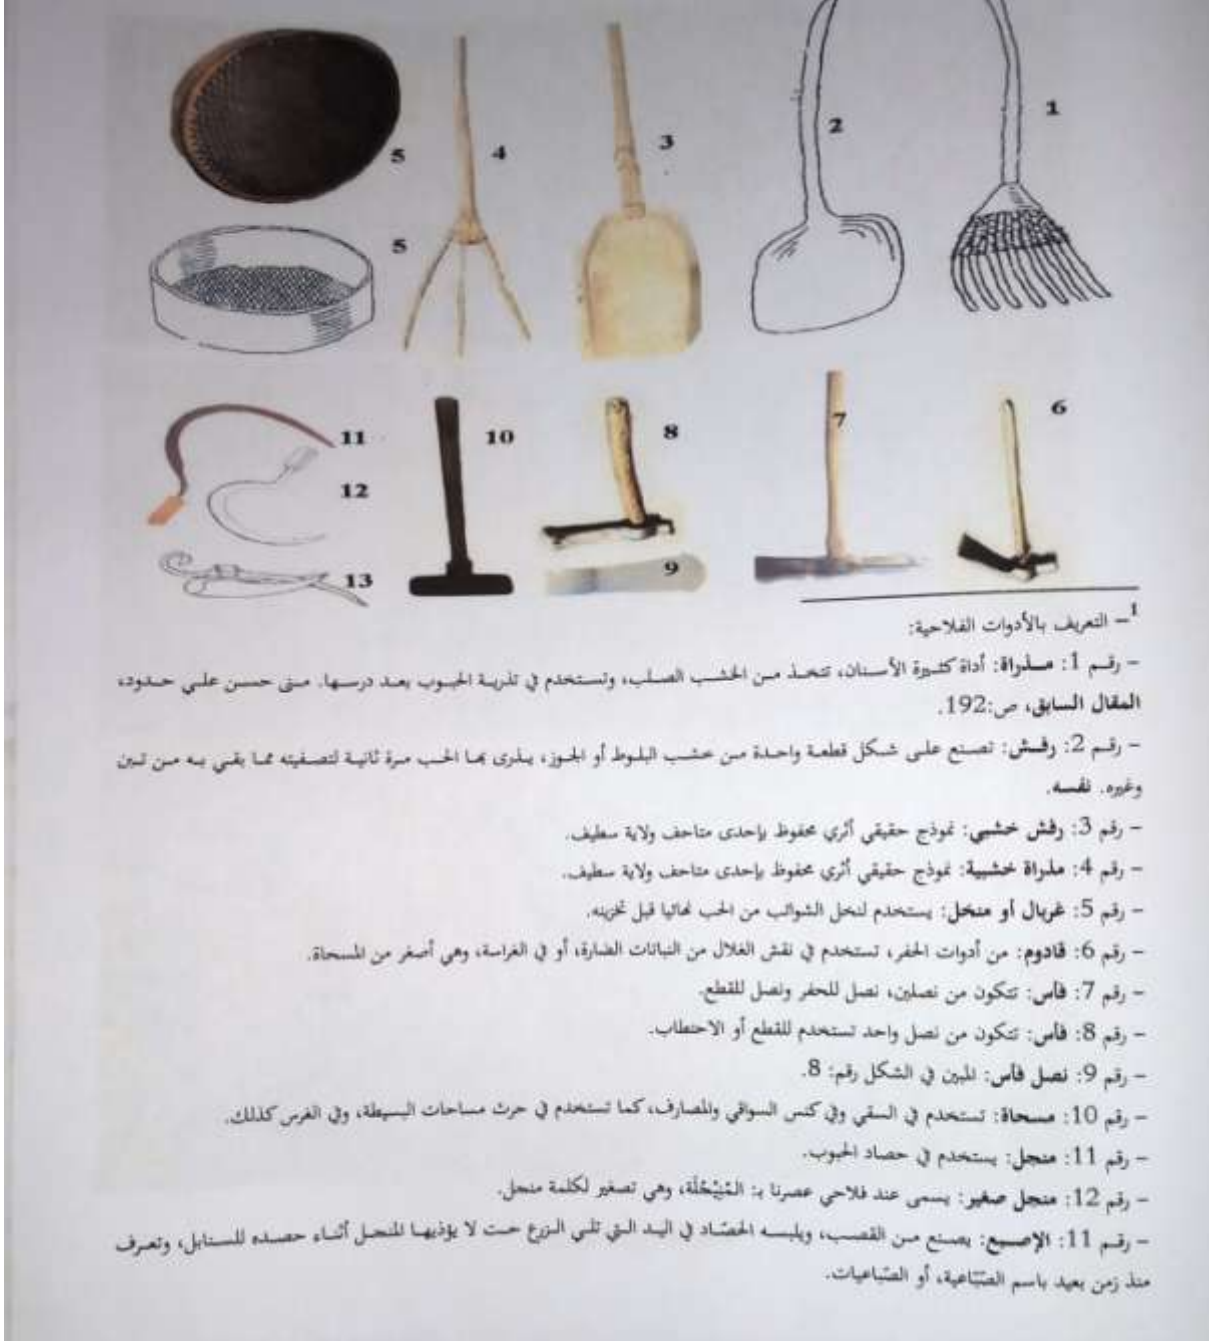 1
2
3
4
5
5
6
7
8
9
10
11
12
13
1– التعريف بالأدوات الفلاحية:
– رقم 1: مذراة: أداة كثيرة الأسنان، تتخذ من الخشب الصلب، وتستخدم في تذرية الحبوب بعد درسها. منى حسن علي حدود،
المقال السابق، ص:192.
– رقم 2: رفش: تصنع على شكل قطعة واحدة من خشب البلوط أو الجوز، يذرى بها الحب مرة ثانية لتصفيته مما بقي به من تبن
وغيره. نفسه.
– رقم 3: رفش خشبي: نموذج حقيقي أثري محفوظ بإحدى متاحف ولاية سطيف.
– رقم 4: مذراة خشبية: نموذج حقيقي أثري محفوظ بإحدى متاحف ولاية سطيف.
– رقم 5: غربال أو منخل: يستخدم لنخل الشوائب من الحب نهائيا قبل تخزينه.
– رقم 6: قادوم: من أدوات الحفر، تستخدم في نقش الغلال من النباتات الضارة، أو في الغراسة، وهي أصغر من المسحاة.
– رقم 7: فأس: تتكون من نصلين، نصل للحفر ونصل للقطع.
– رقم 8: فأس: تتكون من نصل واحد تستخدم للقطع أو الاحتطاب.
– رقم 9: نصل فأس: المبين في الشكل رقم: 8.
– رقم 10: مسحاة: تستخدم في السقي وفي كنس السواقي والمصارف، كما تستخدم في حرث مساحات البسيطة، وفي الغرس كذلك.
– رقم 11: منجل: يستخدم في حصاد الحبوب.
– رقم 12: منجل صغير: يسمى عند فلاحي عصرنا بـ: المْنِيْجْلَة، وهي تصغير لكلمة منجل.
– رقم 11: الإصبع: يصنع من القصب، ويلبسه الحصّاد في اليد التي تلي الزرع حت لا يؤذيها المنجل أثناء حصده للسنابل، وتعرف
منذ زمن بعيد باسم الصّبّاعية، أو الصّباعيات.